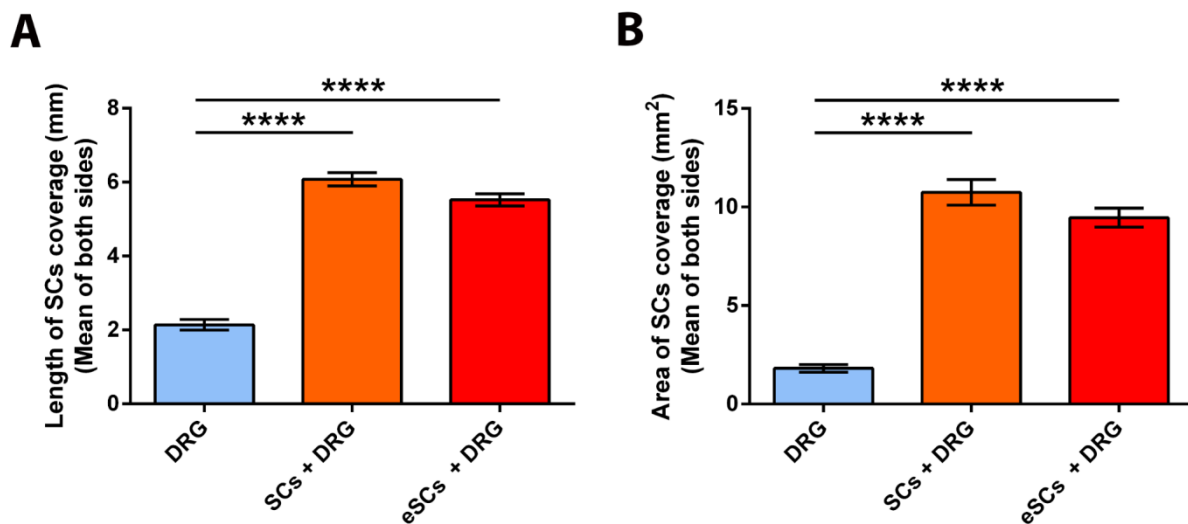 A
Length of SCs coverage (mm)
(Mean of both sides)
8
6
4
2
0
****
****
DRG
SCs + DRG
eSCs + DRG
B
Area of SCs coverage (mm²)
(Mean of both sides)
15
10
5
0
****
****
DRG
SCs + DRG
eSCs + DRG